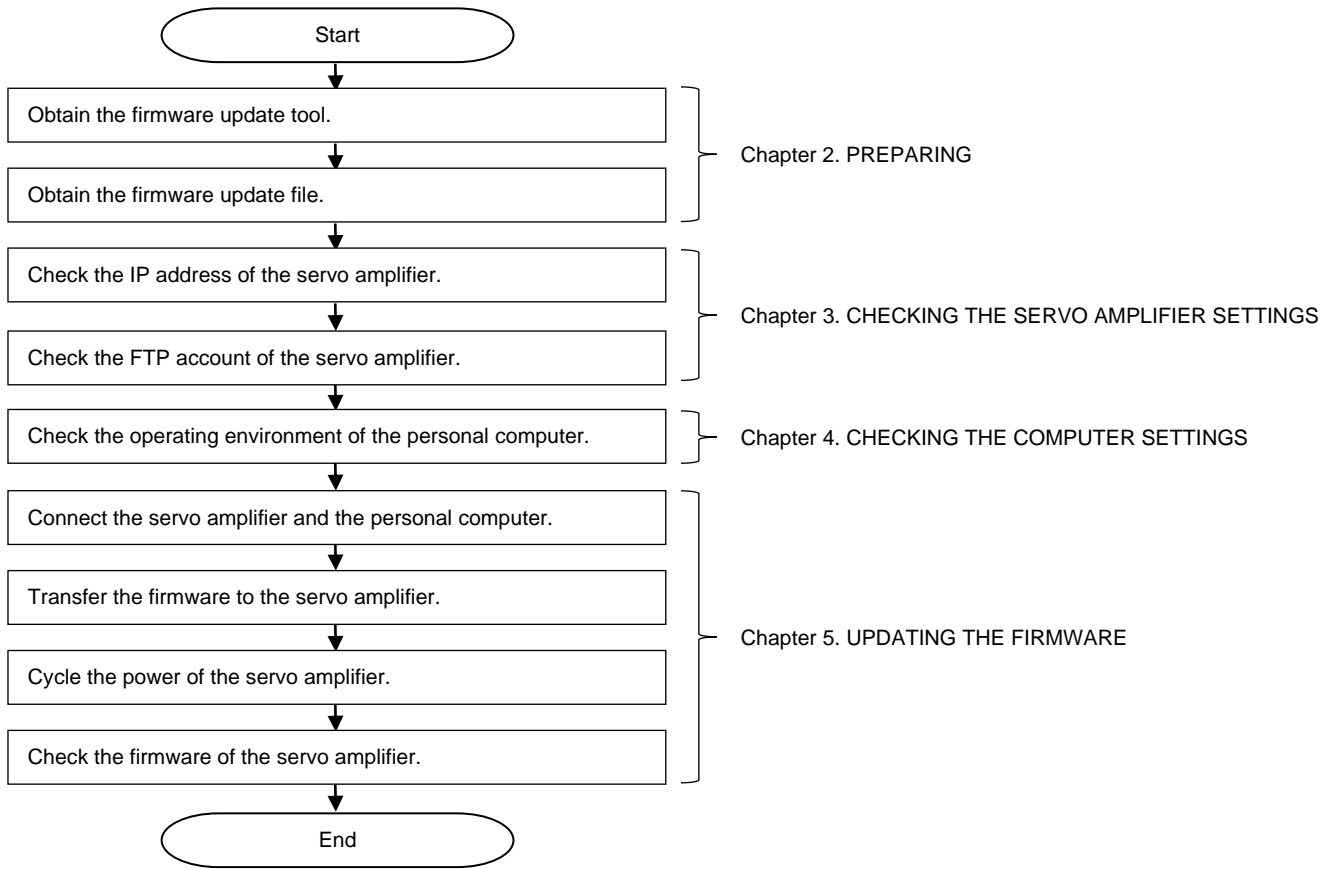 Start
Obtain the firmware update tool.
Obtain the firmware update file.
Chapter 2. PREPARING
Check the IP address of the servo amplifier.
Check the FTP account of the servo amplifier.
Chapter 3. CHECKING THE SERVO AMPLIFIER SETTINGS
Check the operating environment of the personal computer.
Chapter 4. CHECKING THE COMPUTER SETTINGS
Connect the servo amplifier and the personal computer.
Transfer the firmware to the servo amplifier.
Cycle the power of the servo amplifier.
Check the firmware of the servo amplifier.
Chapter 5. UPDATING THE FIRMWARE
End